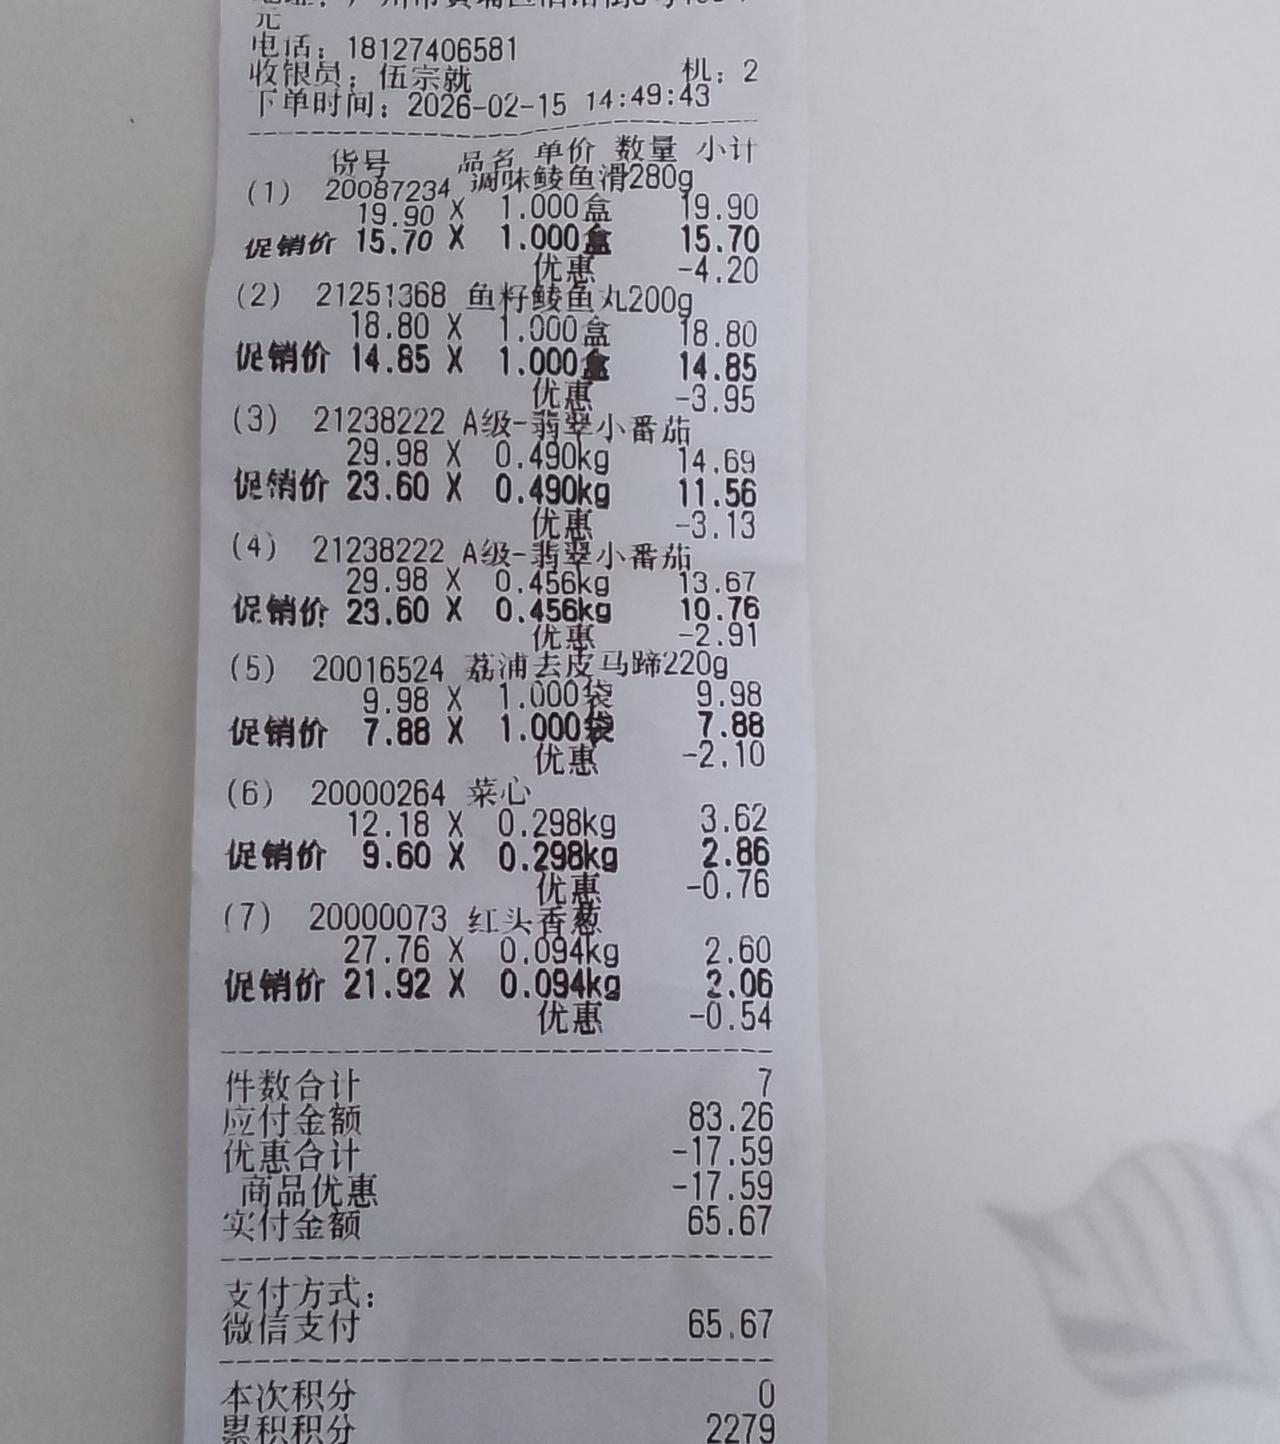 元
电话：18127406581
收银员：伍宗就 机：2
下单时间：2026-02-15 14:49:43
货号 品名 单价 数量 小计
(1) 20087234 调味鲮鱼滑280g
19.90 X 1.000盒 19.90
促销价 15.70 X 1.000盒 15.70
优惠 -4.20
(2) 21251368 鱼籽鲮鱼丸200g
18.80 X 1.000盒 18.80
促销价 14.85 X 1.000盒 14.85
优惠 -3.95
(3) 21238222 A级-翡翠小番茄
29.98 X 0.490kg 14.69
促销价 23.60 X 0.490kg 11.56
优惠 -3.13
(4) 21238222 A级-翡翠小番茄
29.98 X 0.456kg 13.67
促销价 23.60 X 0.456kg 10.76
优惠 -2.91
(5) 20016524 荔浦去皮马蹄220g
9.98 X 1.000袋 9.98
促销价 7.88 X 1.000袋 7.88
优惠 -2.10
(6) 20000264 菜心
12.18 X 0.298kg 3.62
促销价 9.60 X 0.298kg 2.86
优惠 -0.76
(7) 20000073 红头香葱
27.76 X 0.094kg 2.60
促销价 21.92 X 0.094kg 2.06
优惠 -0.54
件数合计 7
应付金额 83.26
优惠合计 -17.59
商品优惠 -17.59
实付金额 65.67
支付方式：
微信支付 65.67
本次积分 0
累积积分 2279